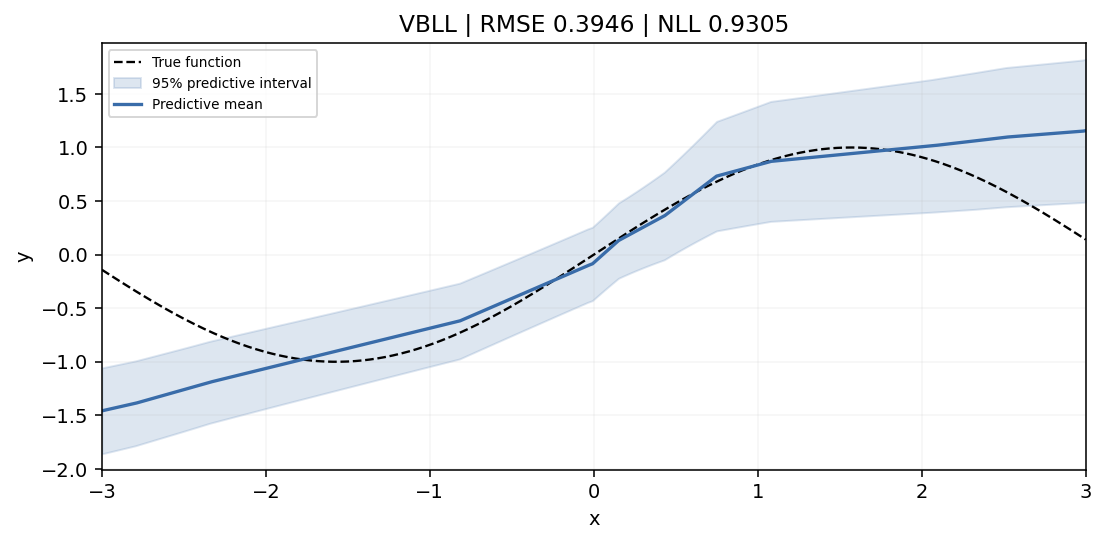 VBLL | RMSE 0.3946 | NLL 0.9305
True function
95% predictive interval
Predictive mean
y
1.5
1.0
0.5
0.0
−0.5
−1.0
−1.5
−2.0
−3 −2 −1 0 1 2 3
x